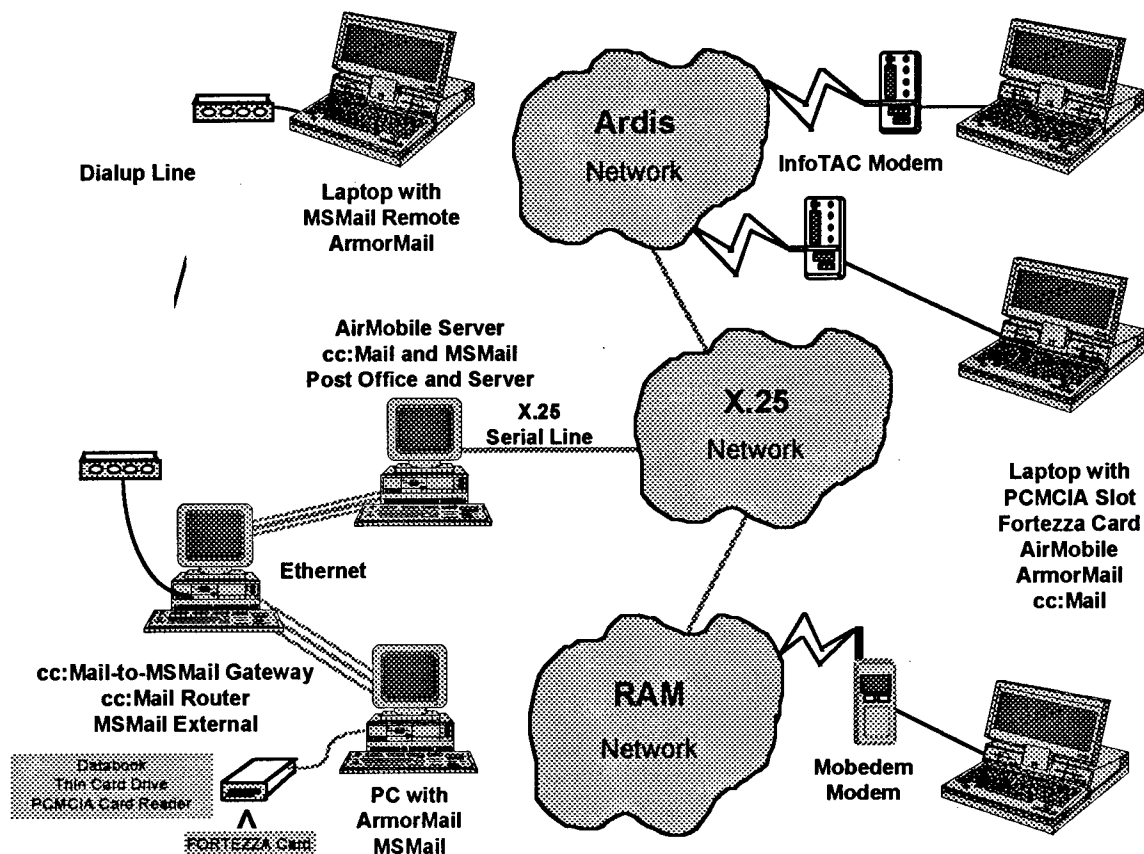 Ardis
Network
InfoTAC Modem
Dialup Line
Laptop with
MSMail Remote
ArmorMail
AirMobile Server
cc:Mail and MSMail
Post Office and Server
X.25
Serial Line
X.25
Network
Laptop with
PCMCIA Slot
Fortezza Card
AirMobile
ArmorMail
cc:Mail
Ethernet
cc:Mail-to-MSMail Gateway
cc:Mail Router
MSMail External
RAM
Network
Mobedem
Modem
Databook
Thin Card Drive
PCMCIA Card Reader
FORTEZZA Card
PC with
ArmorMail
MSMail